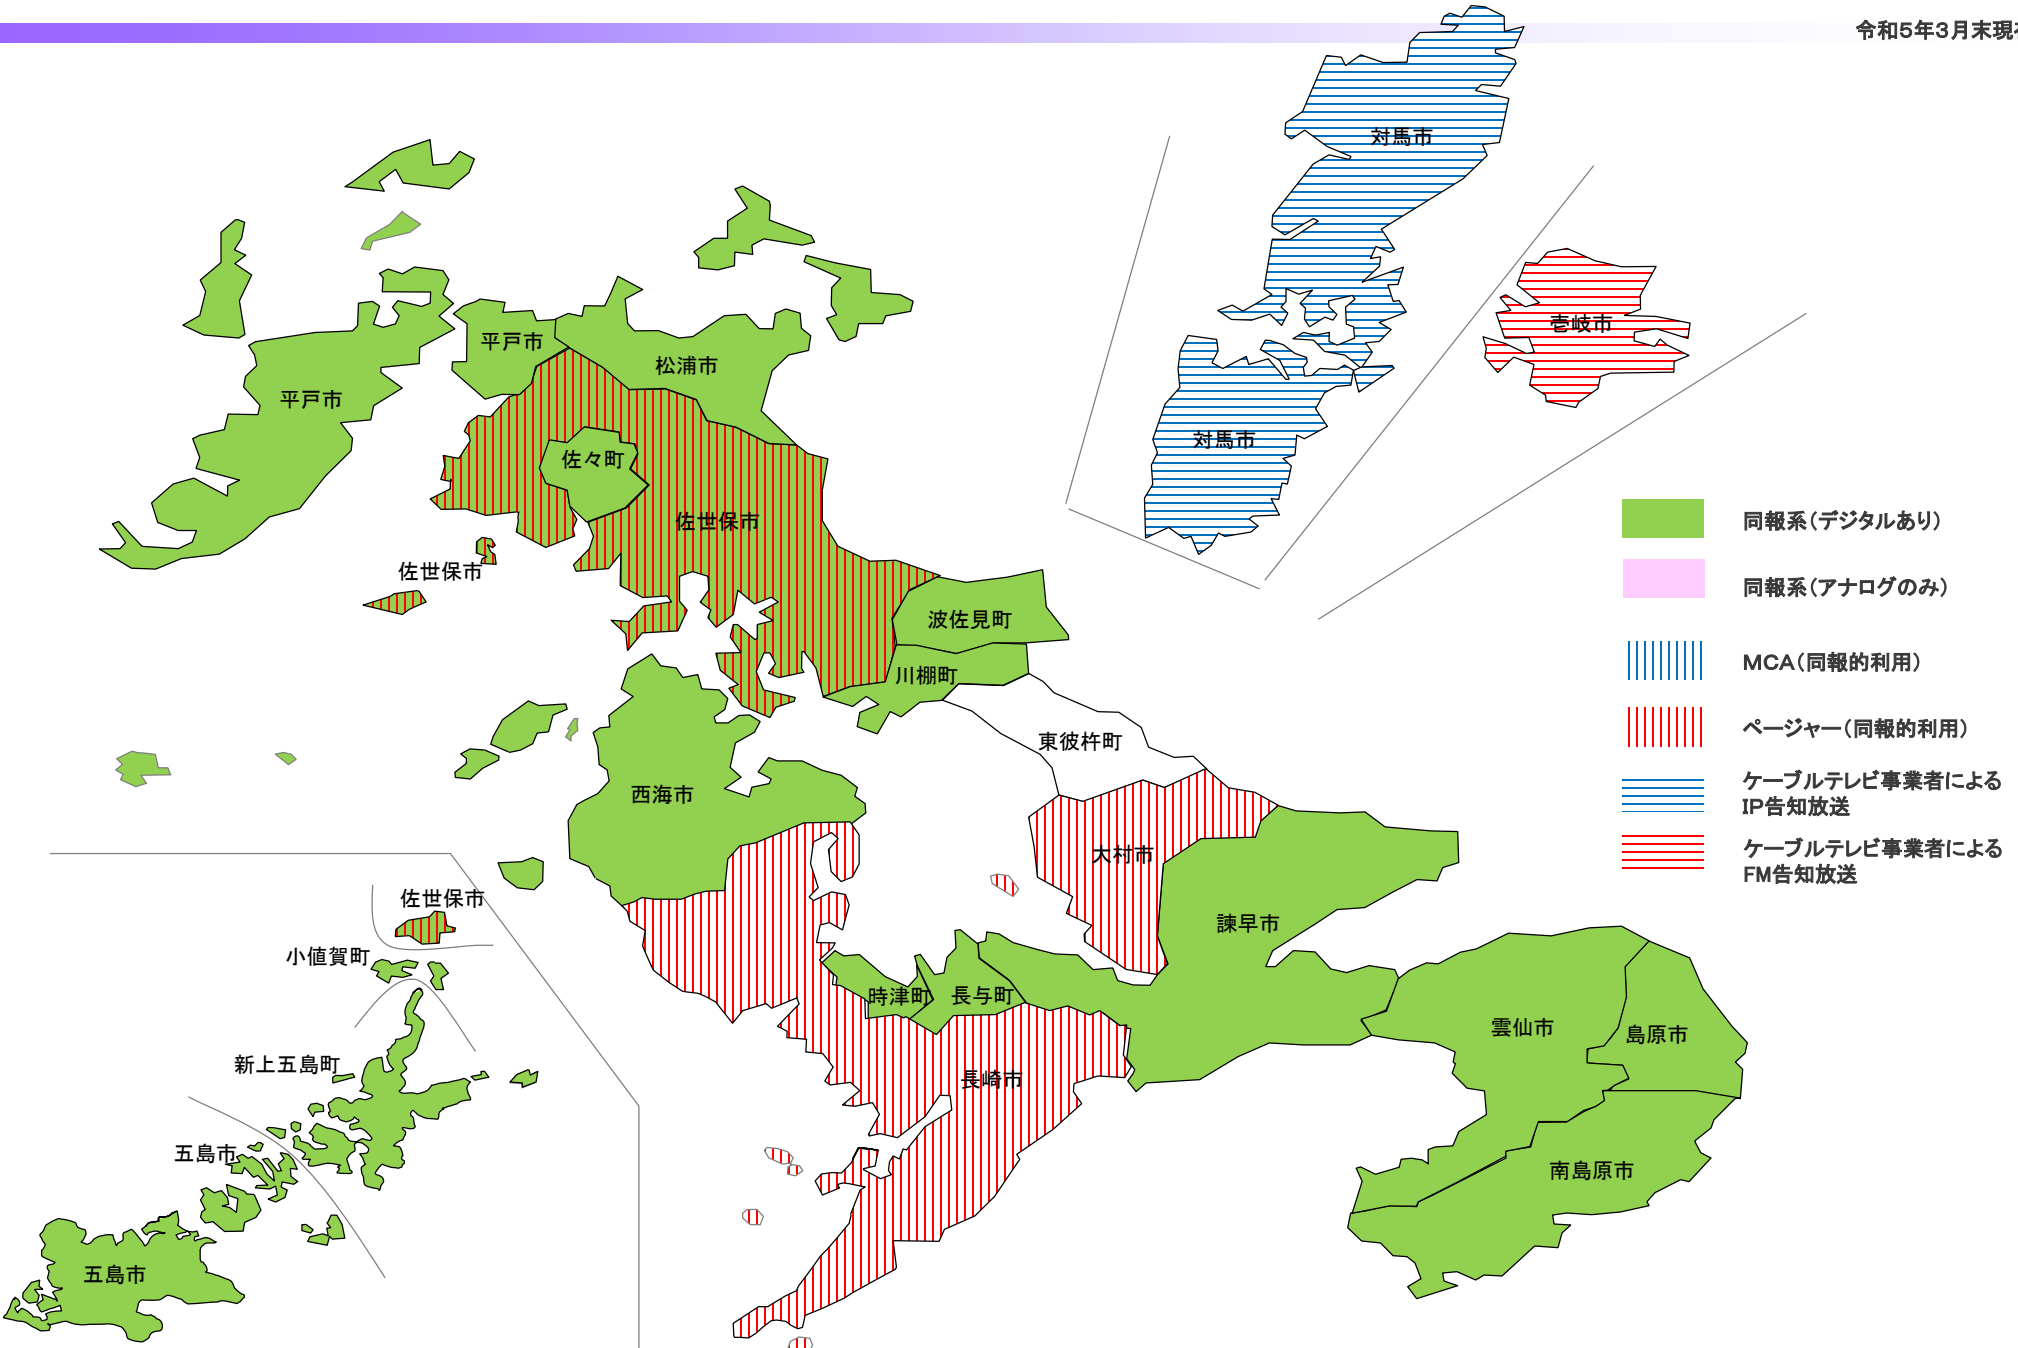 令和5年3月末現
対馬市
壱岐市
平戸市
松浦市
平戸市
対馬市
佐々町
佐世保市
同報系（デジタルあり）
佐世保市
同報系（アナログのみ）
波佐見町
MCA（同報的利用）
川棚町
ページャー（同報的利用）
東彼杵町
ケーブルテレビ事業者による
IP告知放送
西海市
ケーブルテレビ事業者による
FM告知放送
大村市
佐世保市
諫早市
小値賀町
時津町
長与町
雲仙市
島原市
新上五島町
長崎市
五島市
南島原市
五島市